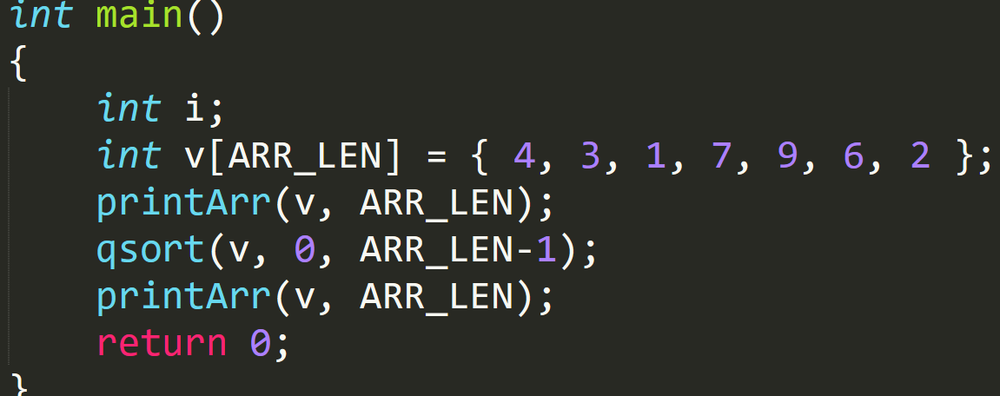 int main()
{
int i;
int v[ARR_LEN] = { 4, 3, 1, 7, 9, 6, 2 };
printArr(v, ARR_LEN);
qsort(v, 0, ARR_LEN-1);
printArr(v, ARR_LEN);
return 0;
}